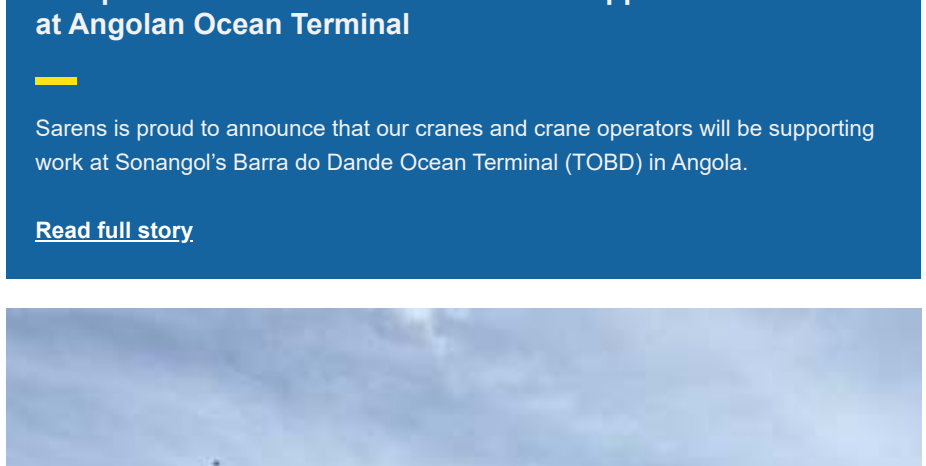 at Angolan Ocean Terminal
Sarens is proud to announce that our cranes and crane operators will be supporting
work at Sonangol's Barra do Dande Ocean Terminal (TOBD) in Angola.
Read full story